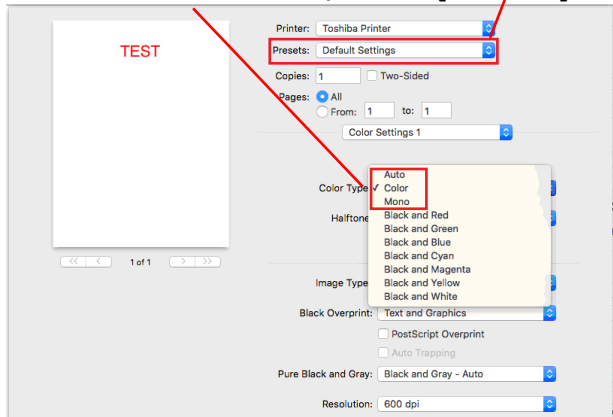 Printer: Toshiba Printer
TEST
Presets: Default Settings
Copies: 1 Two-Sided
Pages: All
From: 1 to: 1
Color Settings 1
Auto
Color Type ✓ Color
Mono
Halftone Black and Red
Black and Green
Black and Blue
Black and Cyan
Black and Magenta
Image Type Black and Yellow
Black and White
<< < 1 of 1 > >>
Black Overprint: Text and Graphics
PostScript Overprint
Auto Trapping
Pure Black and Gray: Black and Gray - Auto
Resolution: 600 dpi